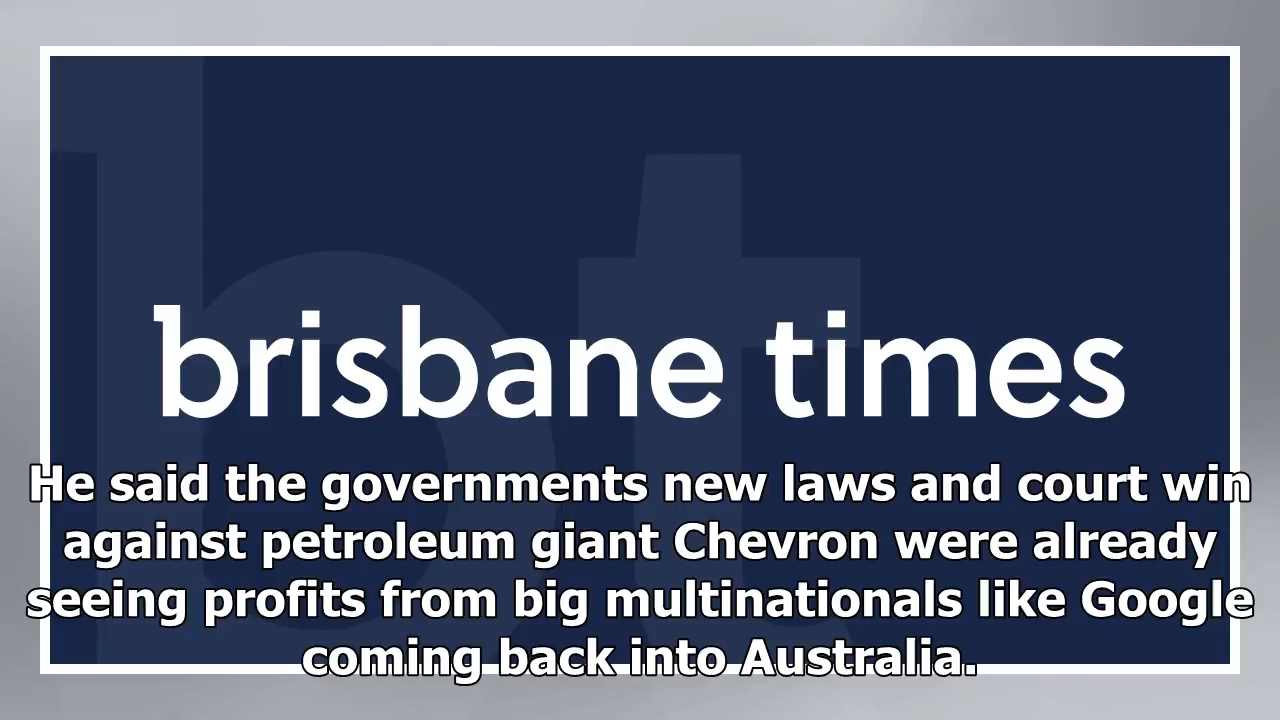 brisbane times
He said the governments new laws and court win
against petroleum giant Chevron were already
seeing profits from big multinationals like Google
coming back into Australia.